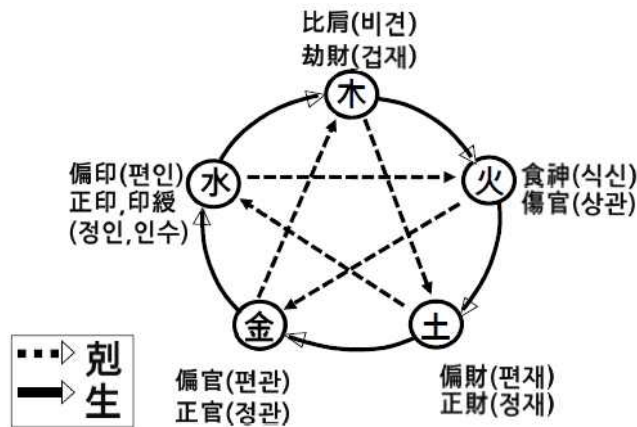 比肩(비견)
劫財(겁재)
木
火
食神(식신)
傷官(상관)
偏印(편인)
正印,印綬
(정인,인수)
水
金
土
偏官(편관)
正官(정관)
偏財(편재)
正財(정재)
剋
生